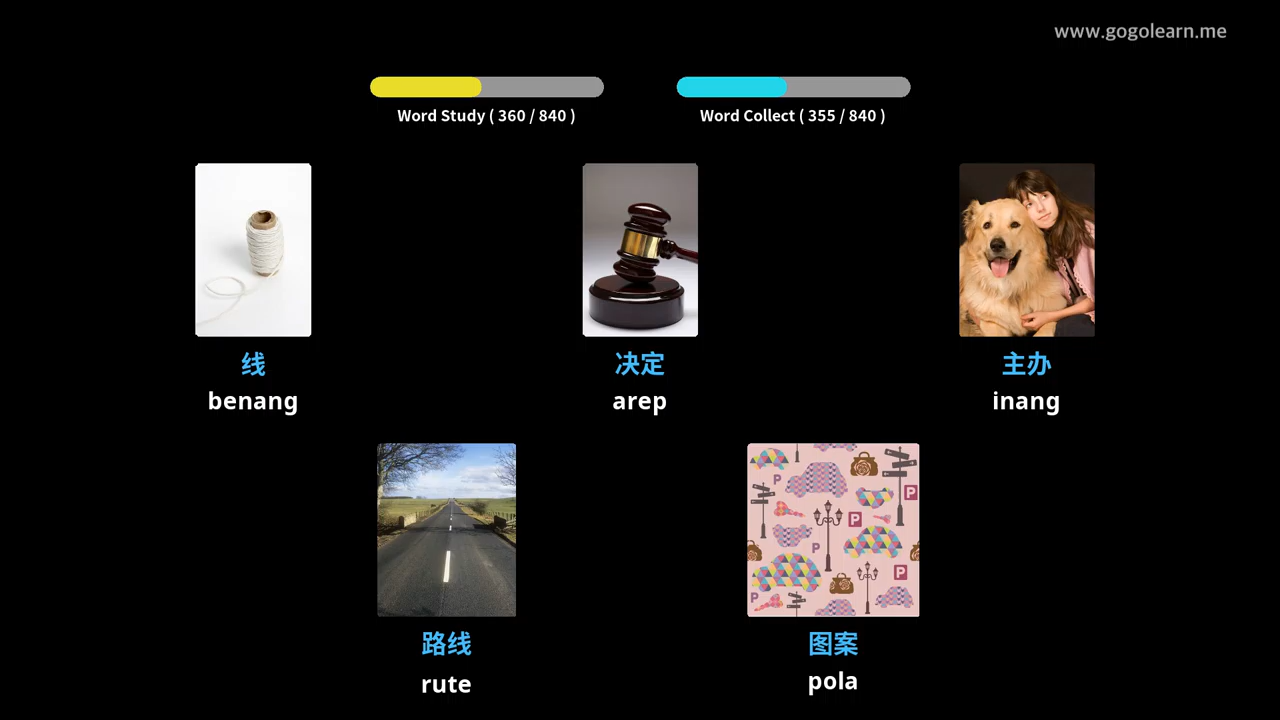 www.gogolearn.me
Word Study ( 360 / 840 )
Word Collect ( 355 / 840 )
线
benang
决定
arep
主办
inang
路线
rute
图案
pola
P
P
P
P
P
P